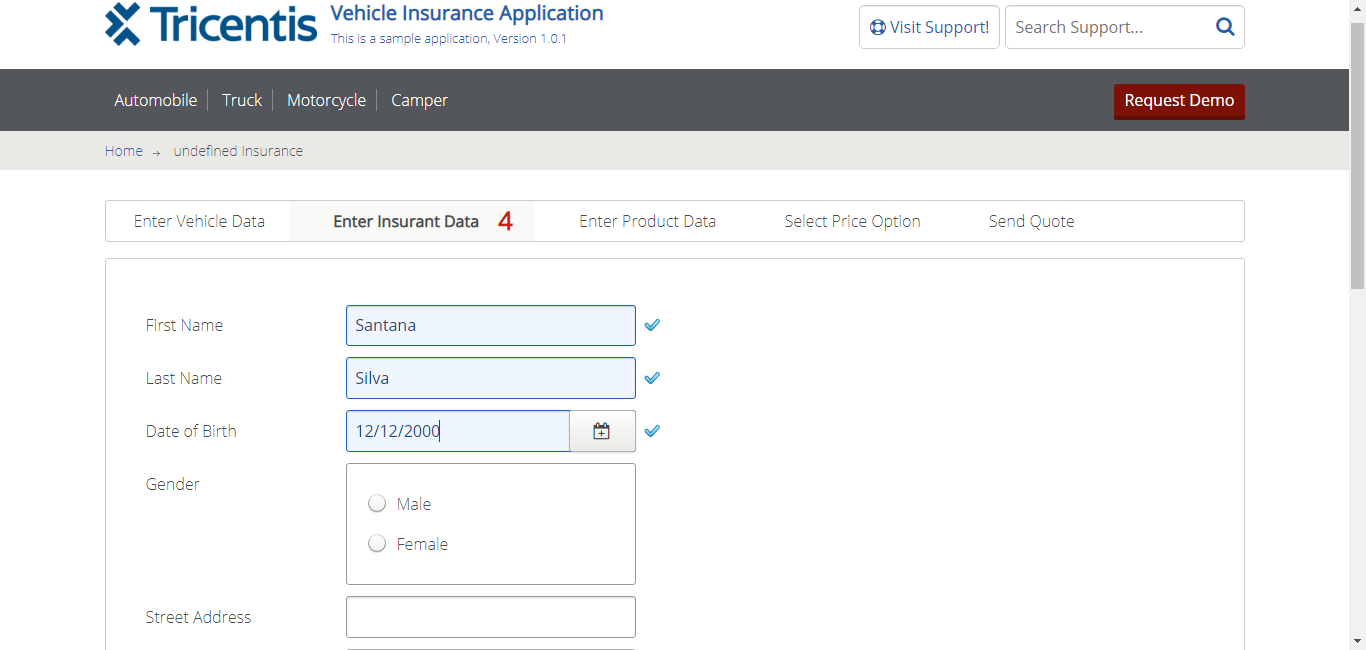 Tricentis
Vehicle Insurance Application
This is a sample application, Version 1.0.1
Visit Support!
Search Support...
Automobile Truck Motorcycle Camper
Request Demo
Home → undefined Insurance
Enter Vehicle Data Enter Insurant Data 4 Enter Product Data Select Price Option Send Quote
First Name Santana
Last Name Silva
Date of Birth 12/12/2000
Gender
Male
Female
Street Address